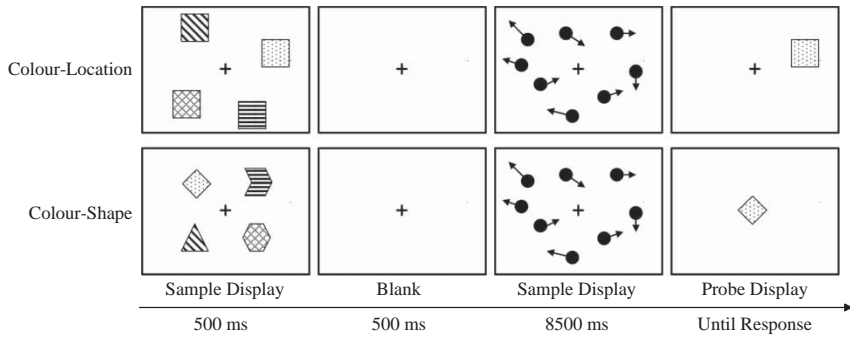 Colour-Location
Colour-Shape
Sample Display Blank Sample Display Probe Display
500 ms 500 ms 8500 ms Until Response